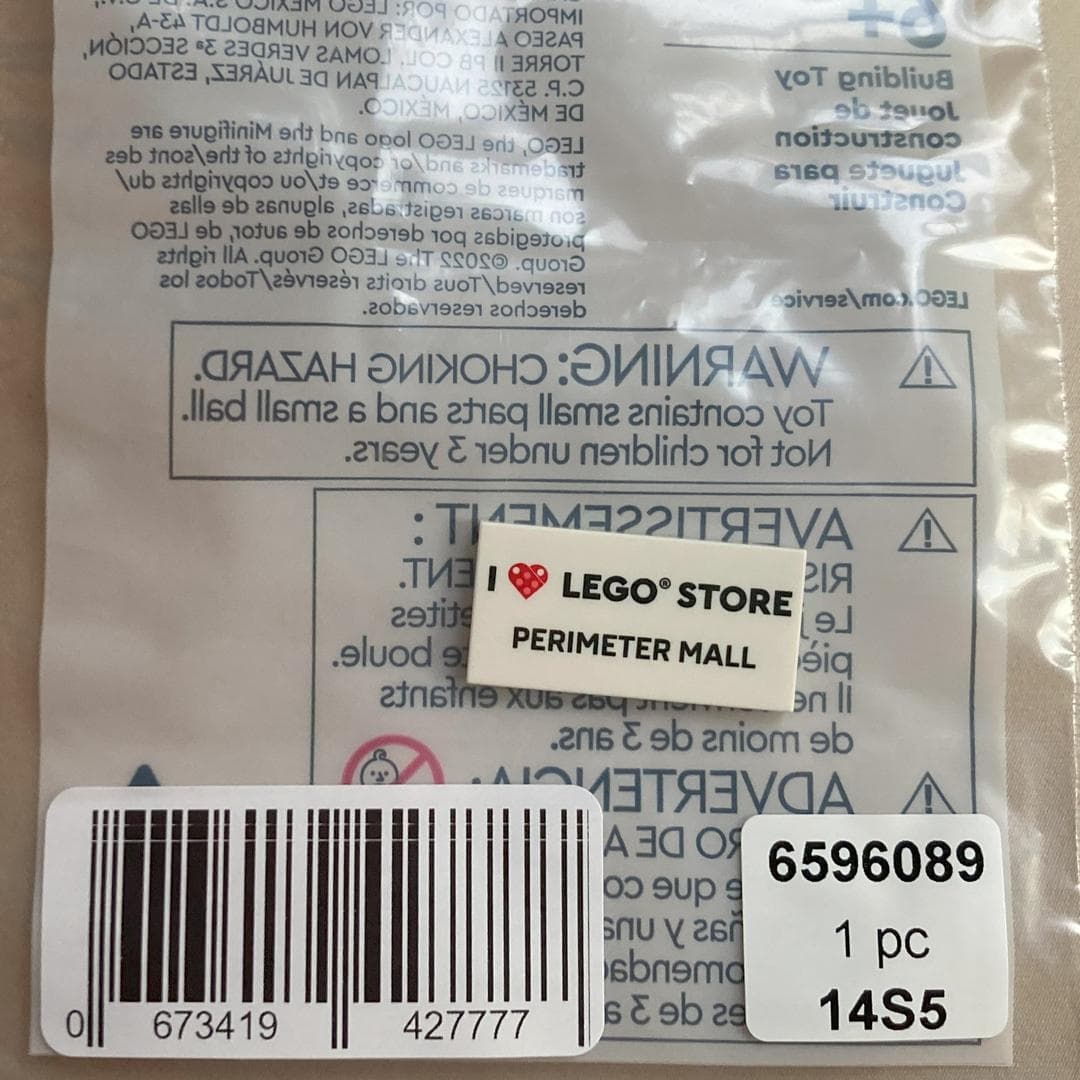 IMPORTADO POR: LEGO MÉXICO S.A. DE C.V.,
PASEO ALEXANDER VON HUMBOLDT 43-A,
TORRE II PB COL. LOMAS VERDES 3ª SECCIÓN,
C.P. 53125 NAUCALPAN DE JUÁREZ, ESTADO
DE MÉXICO, MÉXICO.
LEGO, the LEGO logo and the Minifigure are
trademarks and/or copyrights of the/sont des
marques de commerce et/ou copyrights du/
son marcas registradas, algunas de ellas
protegidas por derechos de autor, de LEGO
Group. ©2022 The LEGO Group. All rights
reserved/Tous droits réservés/Todos los
derechos reservados.
6+
Building Toy
Jouet de
construction
Juguete para
Construir
LEGO.com/service
WARNING: CHOKING HAZARD.
Toy contains small parts and a small ball.
Not for children under 3 years.
AVERTISSEMENT :
I LEGO® STORE
PERIMETER MALL
de moins de 3 ans.
ADVERTENCIA:
0 673419 427777
6596089
1 pc
14S5